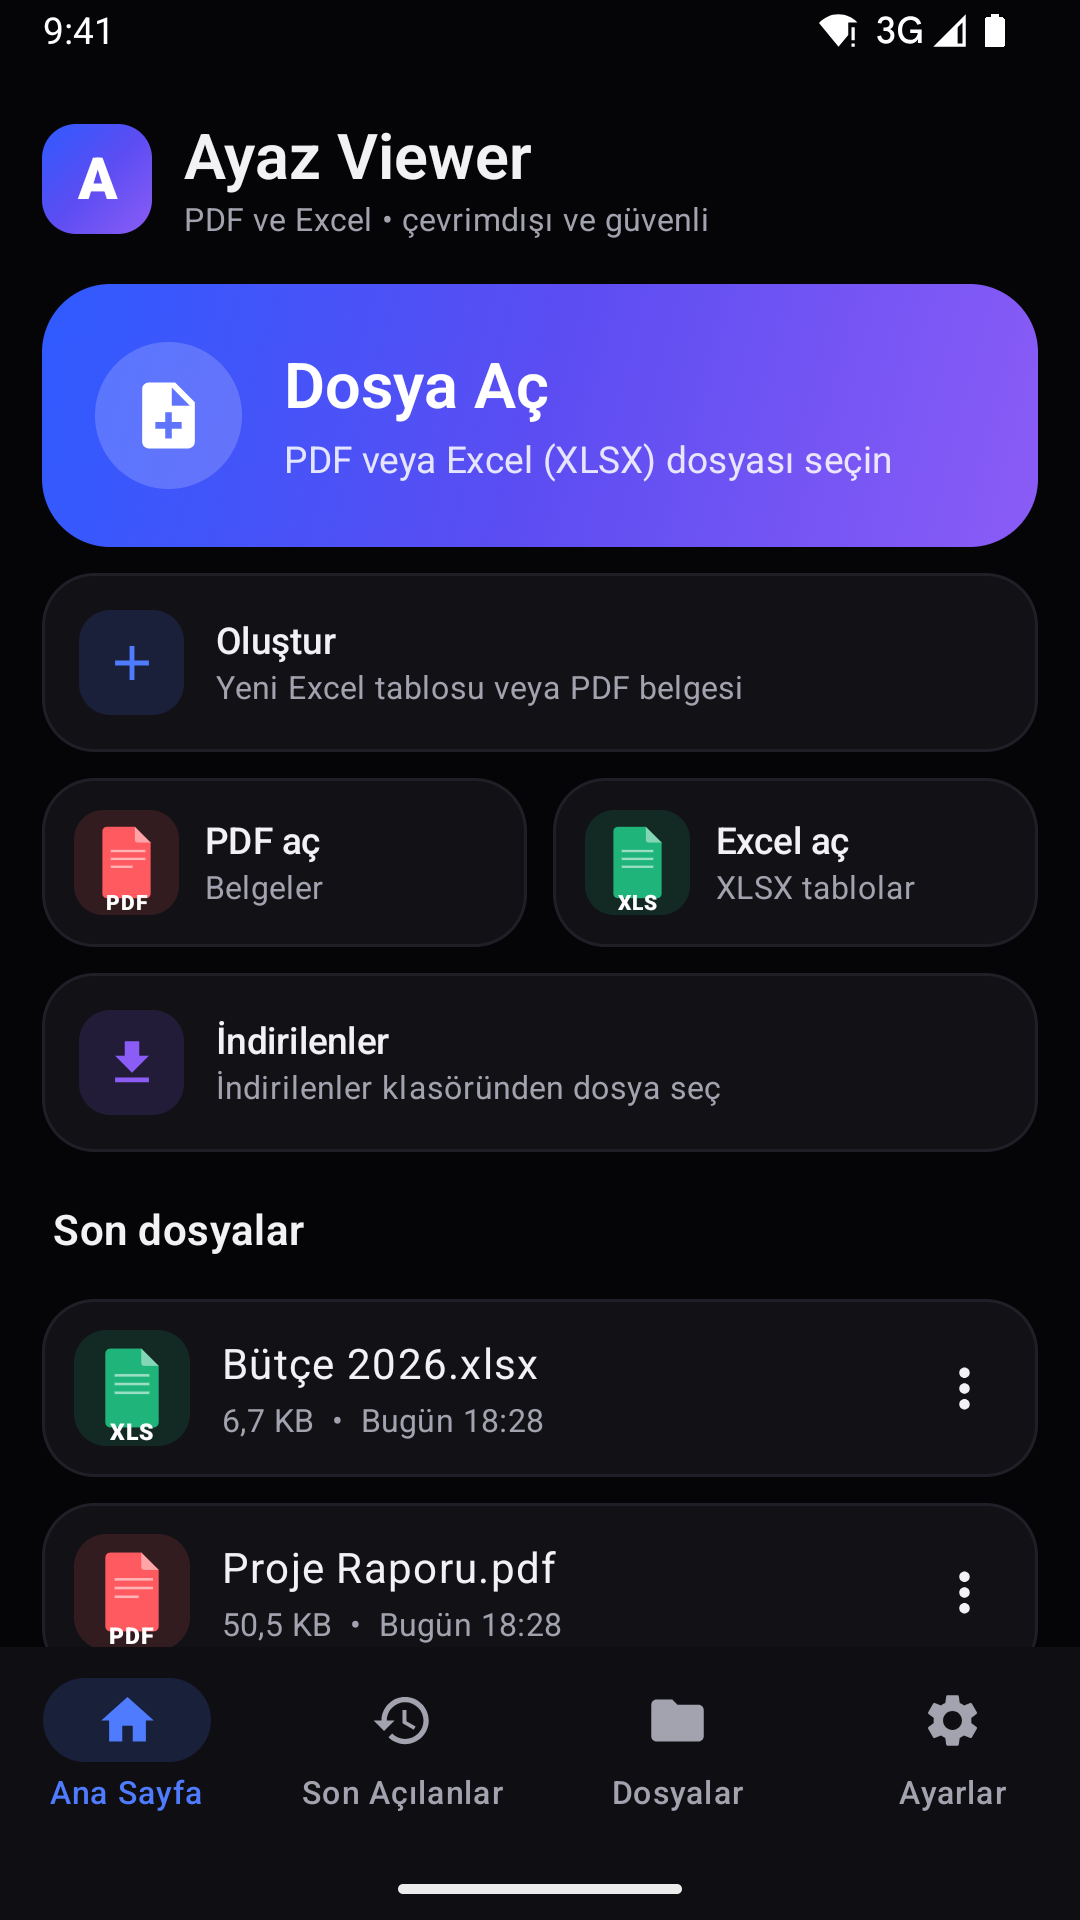 9:41
3G
A
Ayaz Viewer
PDF ve Excel • çevrimdışı ve güvenli
Dosya Aç
PDF veya Excel (XLSX) dosyası seçin
Oluştur
Yeni Excel tablosu veya PDF belgesi
PDF
PDF aç
Belgeler
XLS
Excel aç
XLSX tablolar
İndirilenler
İndirilenler klasöründen dosya seç
Son dosyalar
XLS
Bütçe 2026.xlsx
6,7 KB • Bugün 18:28
PDF
Proje Raporu.pdf
50,5 KB • Bugün 18:28
Ana Sayfa
Son Açılanlar
Dosyalar
Ayarlar